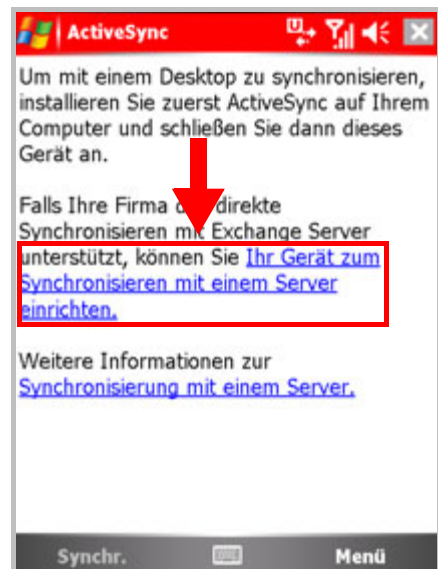 ActiveSync
Um mit einem Desktop zu synchronisieren,
installieren Sie zuerst ActiveSync auf Ihrem
Computer und schließen Sie dann dieses
Gerät an.
Falls Ihre Firma direkte
Synchronisieren mit Exchange Server
unterstützt, können Sie Ihr Gerät zum
Synchronisieren mit einem Server
einrichten.
Weitere Informationen zur
Synchronisierung mit einem Server.
Synchr.
Menü